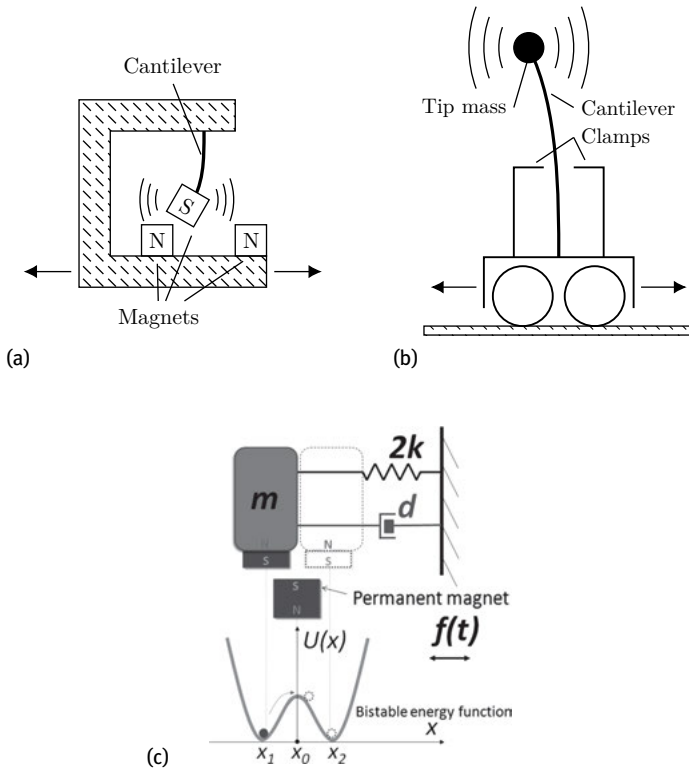 Cantilever
S
N
N
Magnets
(a)
Tip mass
Cantilever
Clamps
(b)
2k
m
d
N
N
S
S
S
N
Permanent magnet
f(t)
U(x)
Bistable energy function
x
x1
x0
x2
(c)